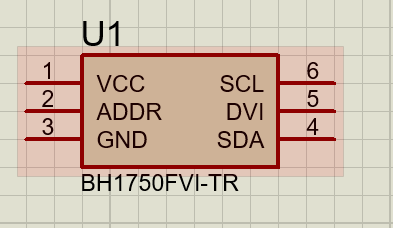 U1
1 VCC SCL 6
2 ADDR DVI 5
3 GND SDA 4
BH1750FVI-TR